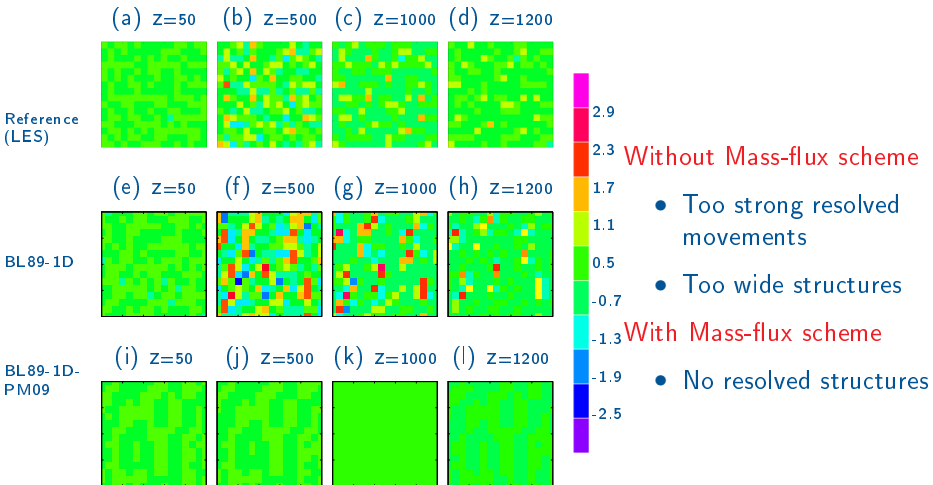 (a) z=50 (b) z=500 (c) z=1000 (d) z=1200
Reference
(LES)
(e) z=50 (f) z=500 (g) z=1000 (h) z=1200
BL89-1D
(i) z=50 (j) z=500 (k) z=1000 (l) z=1200
BL89-1D-
PM09
2.9
2.3
1.7
1.1
0.5
-0.7
-1.3
-1.9
-2.5
Without Mass-flux scheme
• Too strong resolved
movements
• Too wide structures
With Mass-flux scheme
• No resolved structures